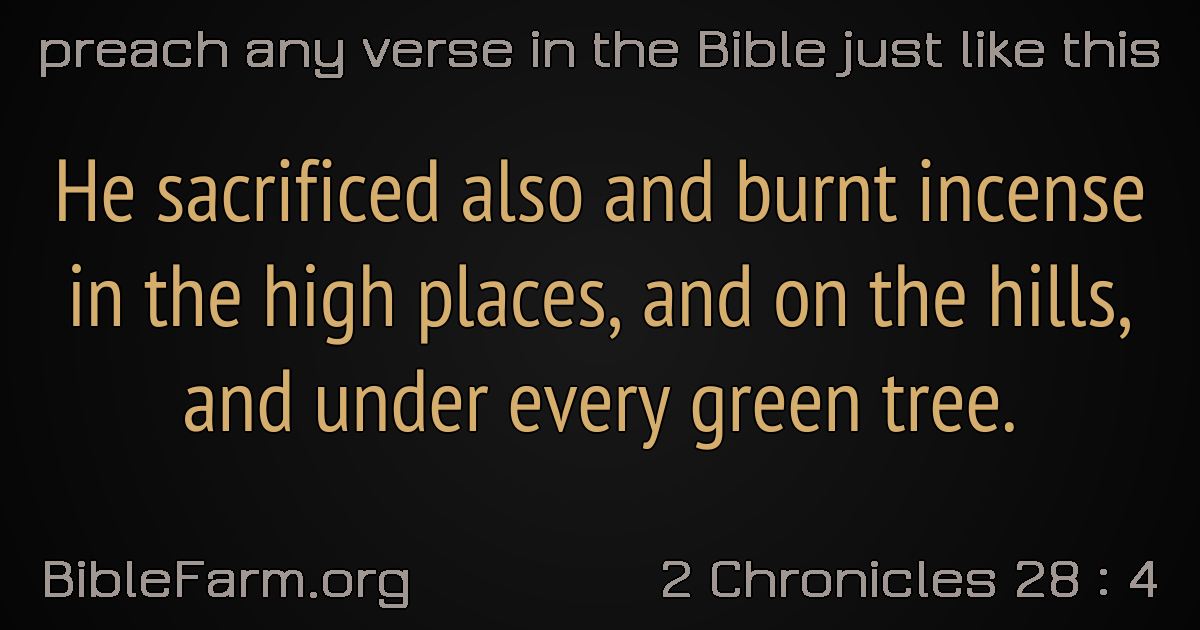 preach any verse in the Bible just like this
He sacrificed also and burnt incense
in the high places, and on the hills,
and under every green tree.
BibleFarm.org
2 Chronicles 28 : 4